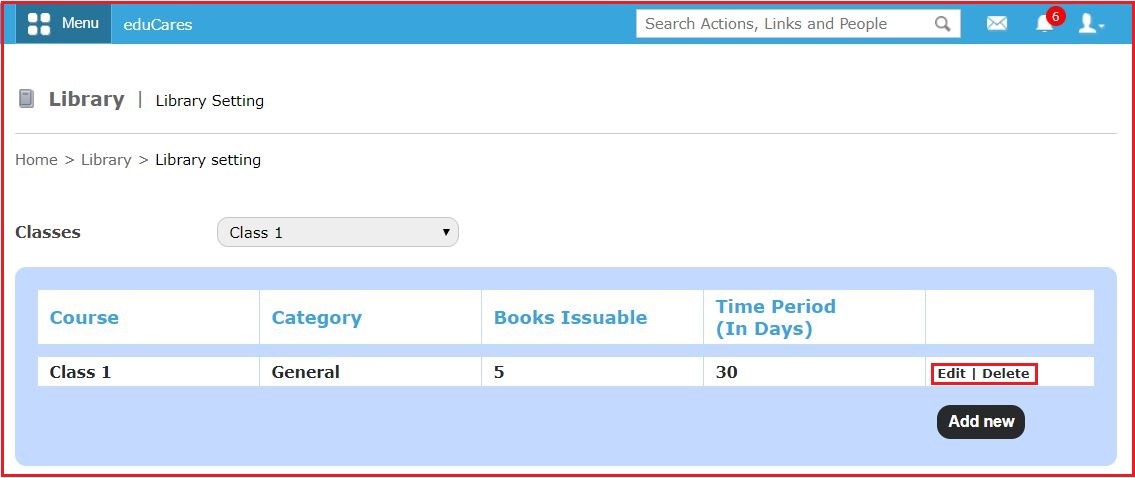 Menu eduCares Search Actions, Links and People 6
Library | Library Setting
Home > Library > Library setting
Classes Class 1
Course Category Books Issuable Time Period
(In Days)
Class 1 General 5 30 Edit | Delete
Add new